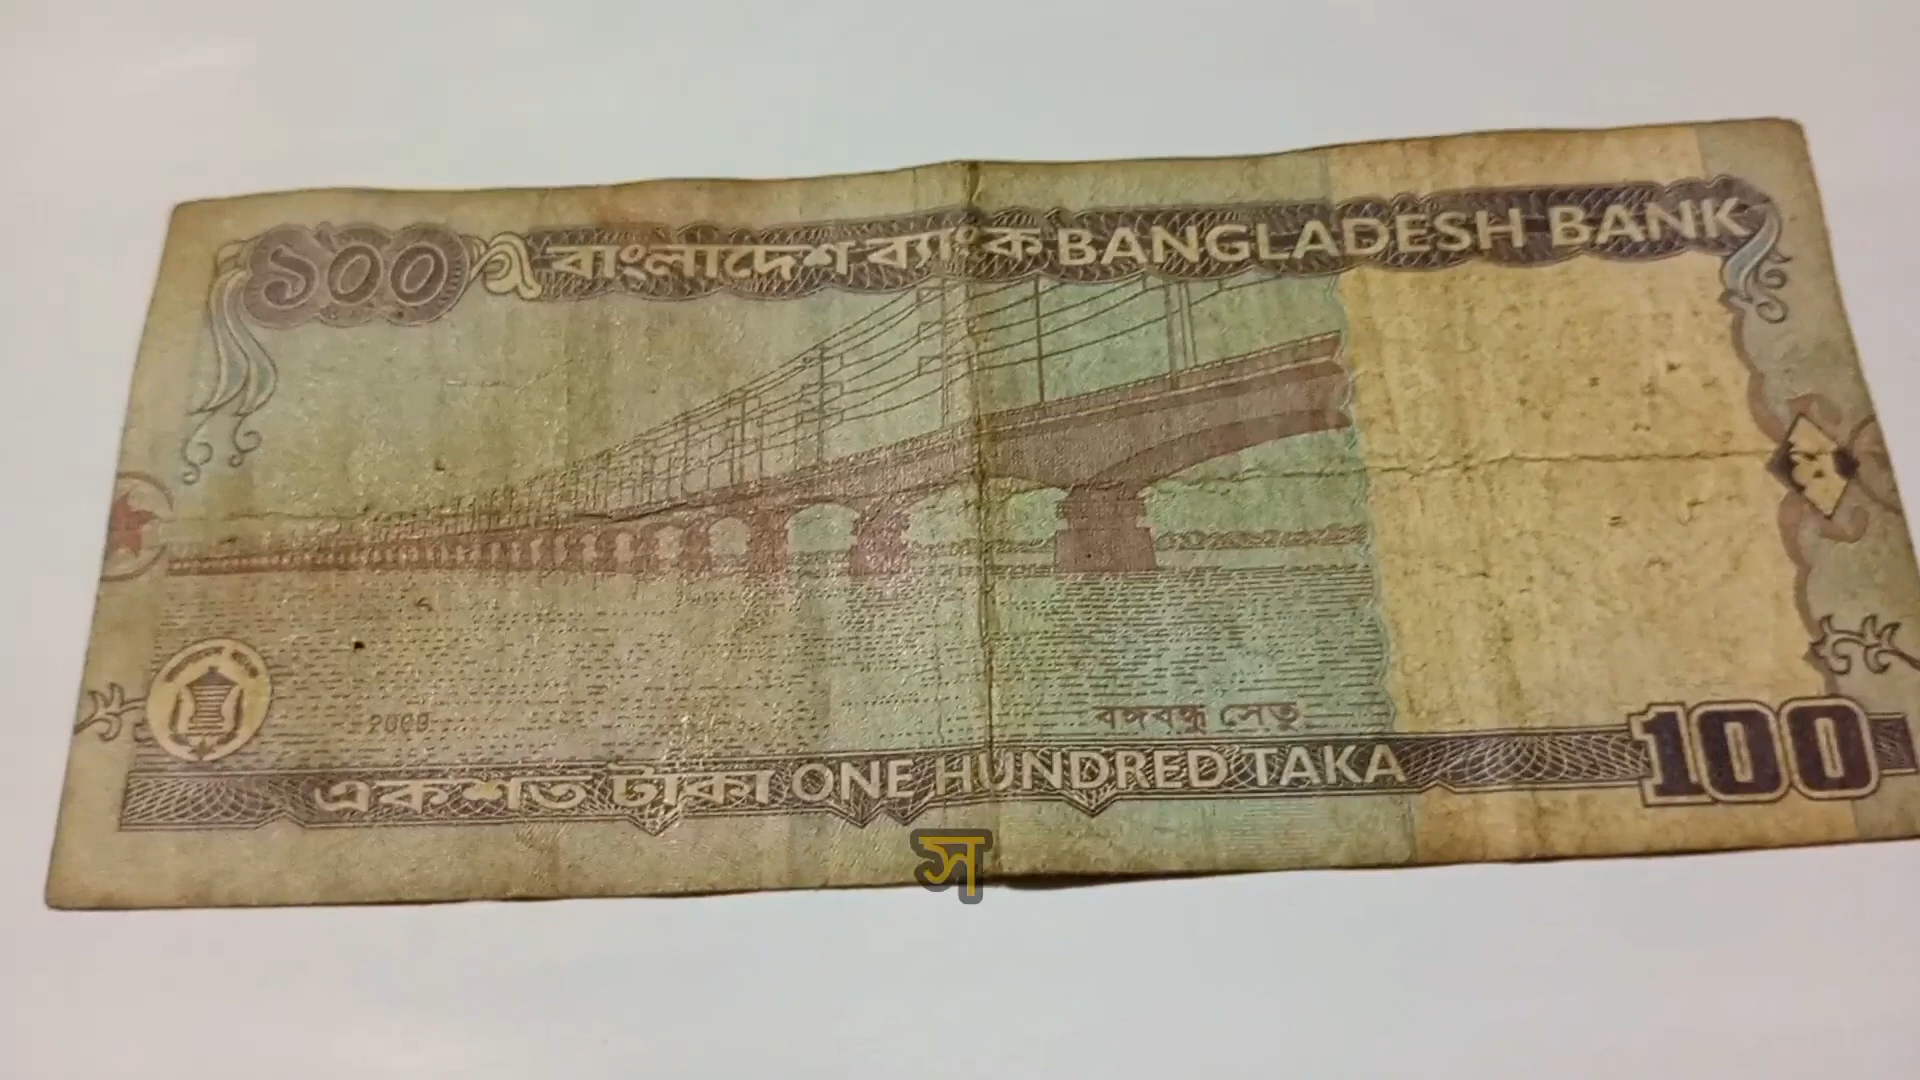 ১০০ বাংলাদেশ ব্যাংক BANGLADESH BANK
বঙ্গবন্ধু সেতু
একশত টাকা ONE HUNDRED TAKA 100
স